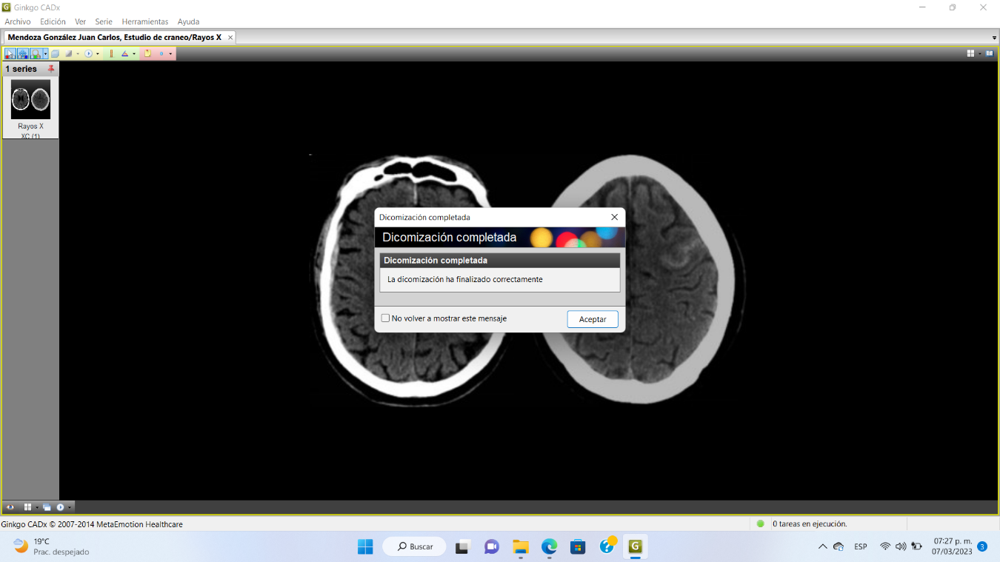 Ginkgo CADx
Archivo Edición Ver Serie Herramientas Ayuda
Mendoza González Juan Carlos, Estudio de craneo/Rayos X
1 series
Rayos X
XC (1)
Dicomización completada
Dicomización completada
Dicomización completada
La dicomización ha finalizado correctamente
No volver a mostrar este mensaje
Aceptar
Ginkgo CADx © 2007-2014 MetaEmotion Healthcare
0 tareas en ejecución.
19°C
Prac. despejado
Buscar
ESP
07:27 p. m.
07/03/2023
3